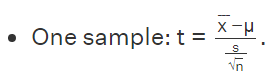 • One sample: t = (x̅ − μ) / (s / √n).